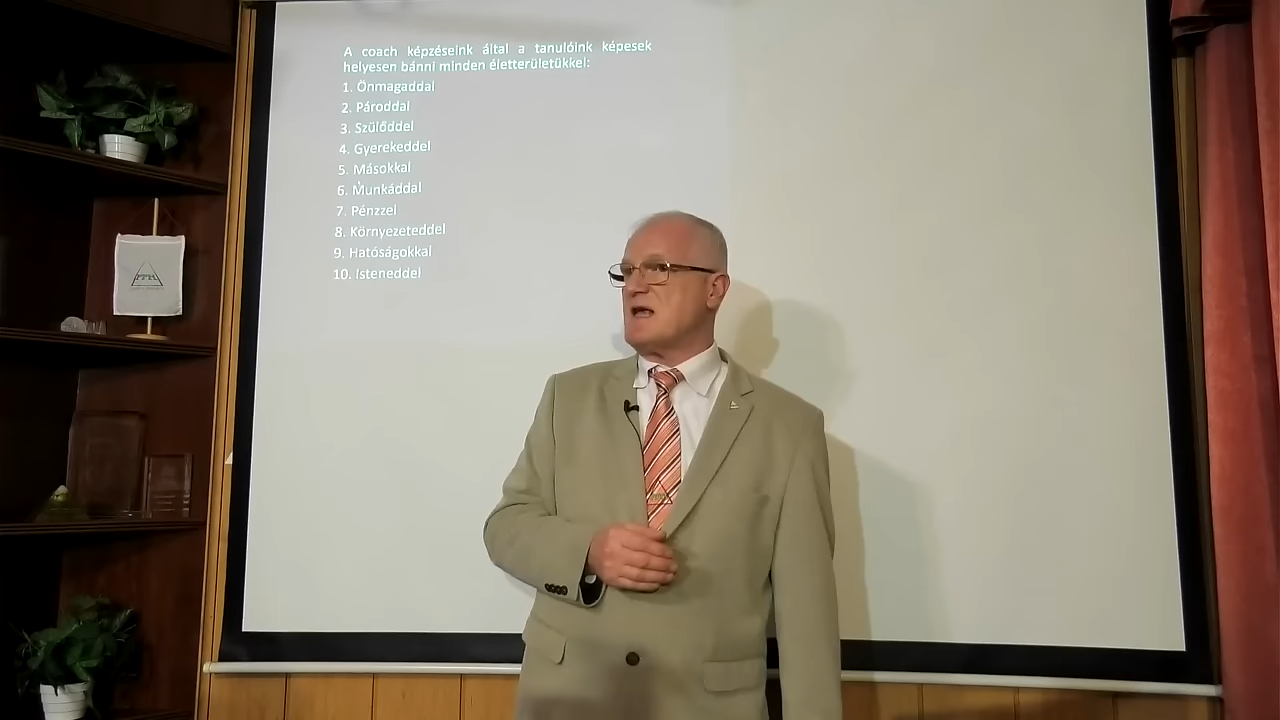 A coach képzéseink által a tanulóink képesek
helyesen bánni minden életterületükkel:
1. Önmagaddal
2. Pároddal
3. Szülőddel
4. Gyerekeddel
5. Másokkal
6. Munkáddal
7. Pénzzel
8. Környezeteddel
9. Hatóságokkal
10. Isteneddel